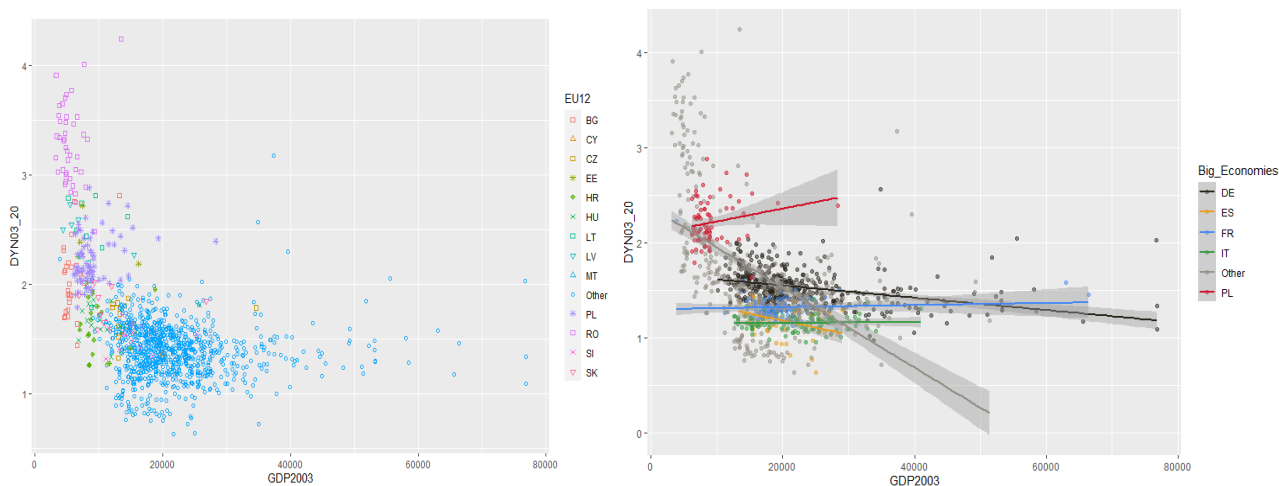 4
3
2
1
DYN03_20
0
20000
40000
60000
80000
GDP2003
EU12
BG
CY
CZ
EE
HR
HU
LT
LV
MT
Other
PL
RO
SI
SK
4
3
2
1
0
DYN03_20
0
20000
40000
60000
80000
GDP2003
Big_Economies
DE
ES
FR
IT
Other
PL